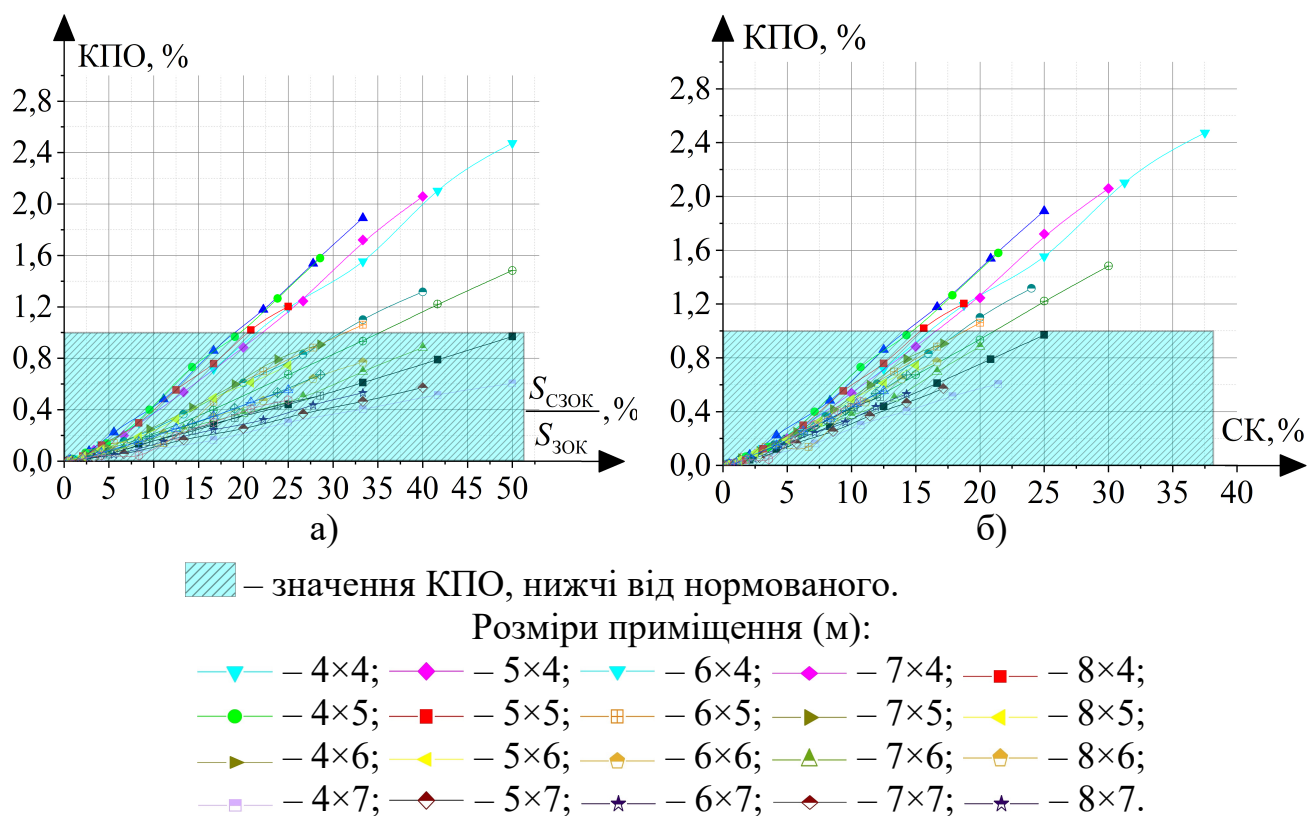 КПО, %
2,8
2,4
2,0
1,6
1,2
0,8
0,4
0,0
0 5 10 15 20 25 30 35 40 45 50
S СЗОК
S ЗОК
,%
а)
КПО, %
2,8
2,4
2,0
1,6
1,2
0,8
0,4
0,0
0 5 10 15 20 25 30 35 40
СК,%
б)
– значення КПО, нижчі від нормованого.
Розміри приміщення (м):
– 4×4; – 5×4; – 6×4; – 7×4; – 8×4;
– 4×5; – 5×5; – 6×5; – 7×5; – 8×5;
– 4×6; – 5×6; – 6×6; – 7×6; – 8×6;
– 4×7; – 5×7; – 6×7; – 7×7; – 8×7.